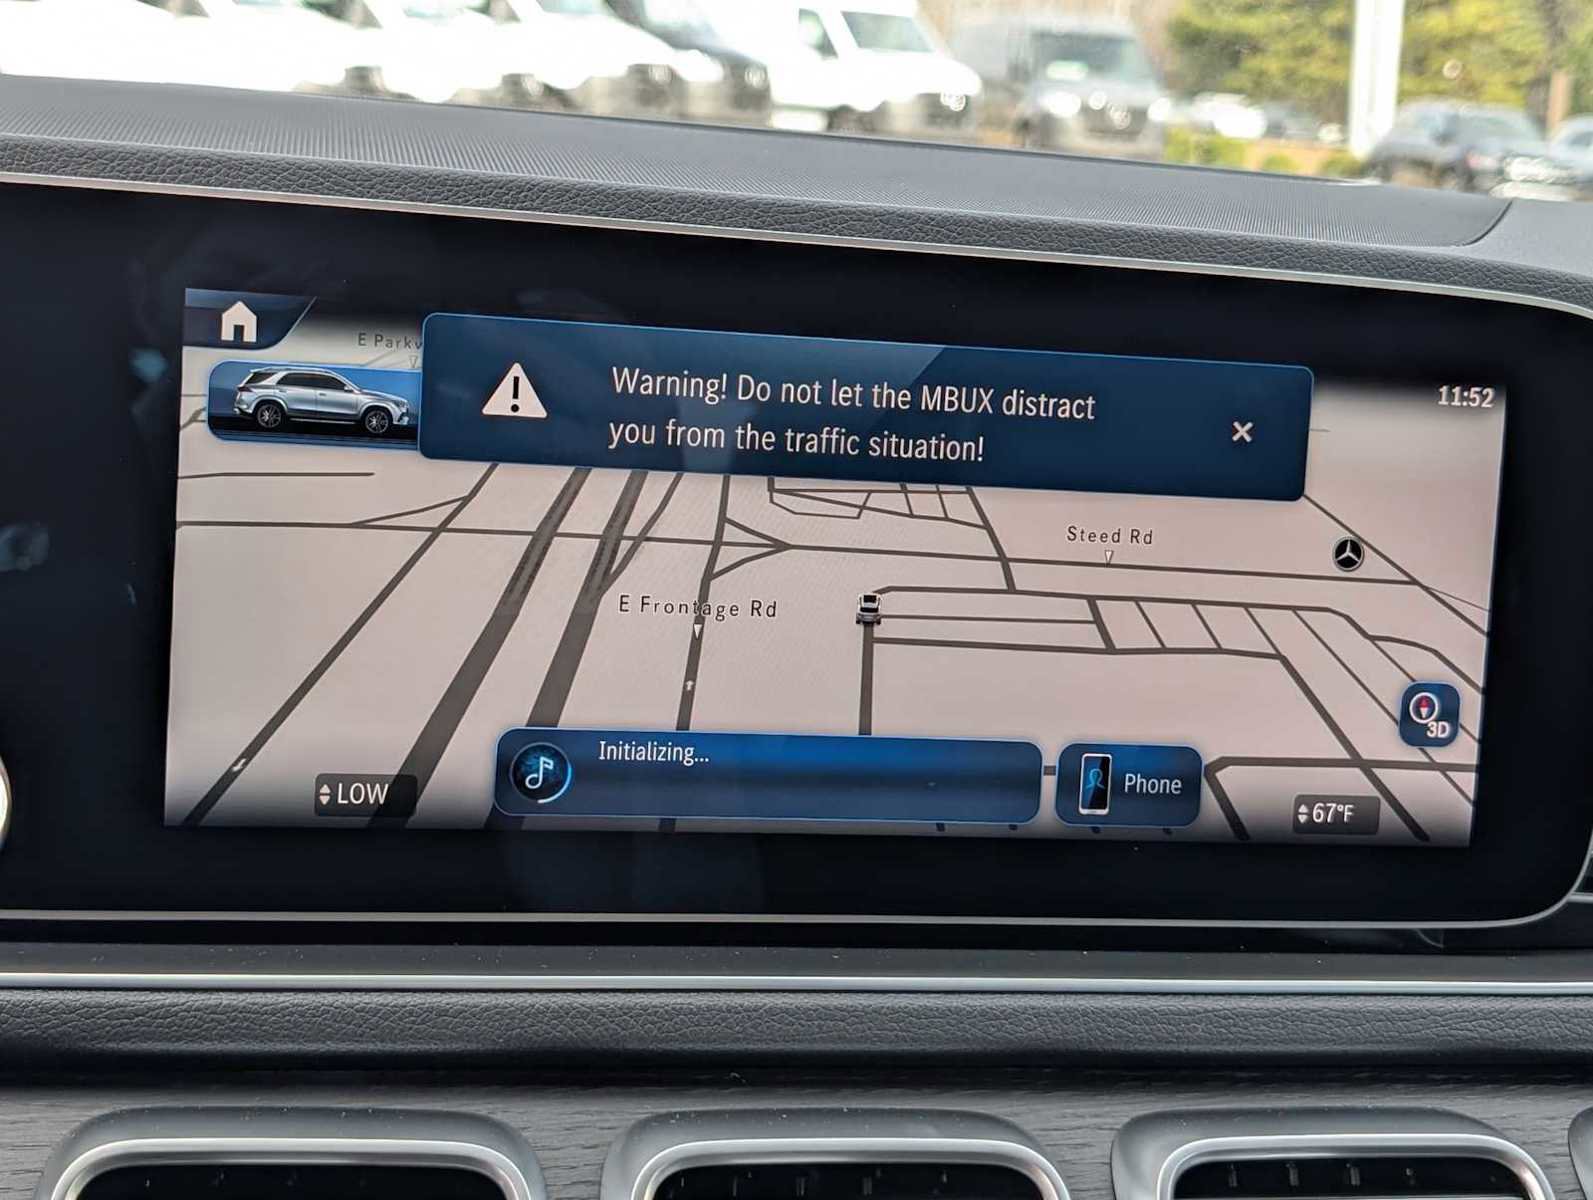 E Parkv
Warning! Do not let the MBUX distract
you from the traffic situation!
11:52
Steed Rd
E Frontage Rd
3D
Initializing...
Phone
LOW
67°F